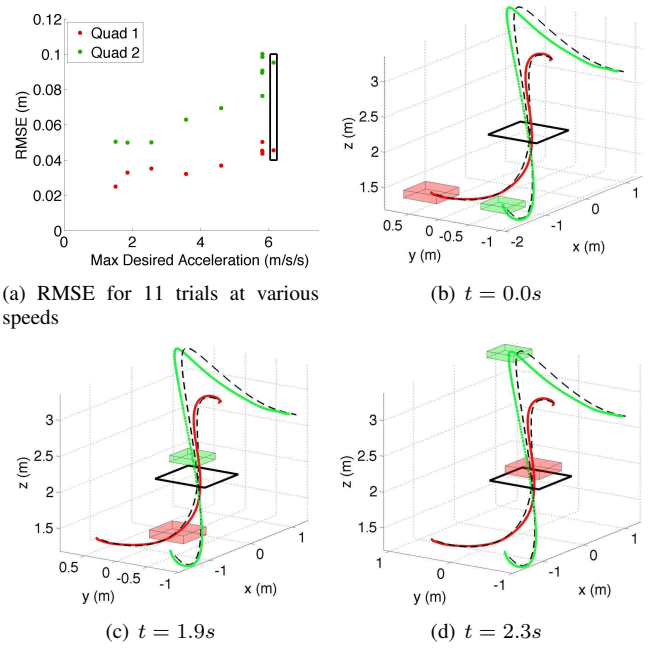 0.12
0.1
0.08
0.06
0.04
0.02
0
RMSE (m)
Quad 1
Quad 2
0 2 4 6
Max Desired Acceleration (m/s/s)
(a) RMSE for 11 trials at various
speeds
3
2.5
2
1.5
z (m)
0.5 0 -0.5 -1
y (m)
-2 -1 0 1
x (m)
(b) t = 0.0s
3
2.5
2
1.5
z (m)
0.5 0 -0.5 -1
y (m)
-1 0 1
x (m)
(c) t = 1.9s
3
2.5
2
1.5
z (m)
1 0 -1
y (m)
-1 0 1
x (m)
(d) t = 2.3s